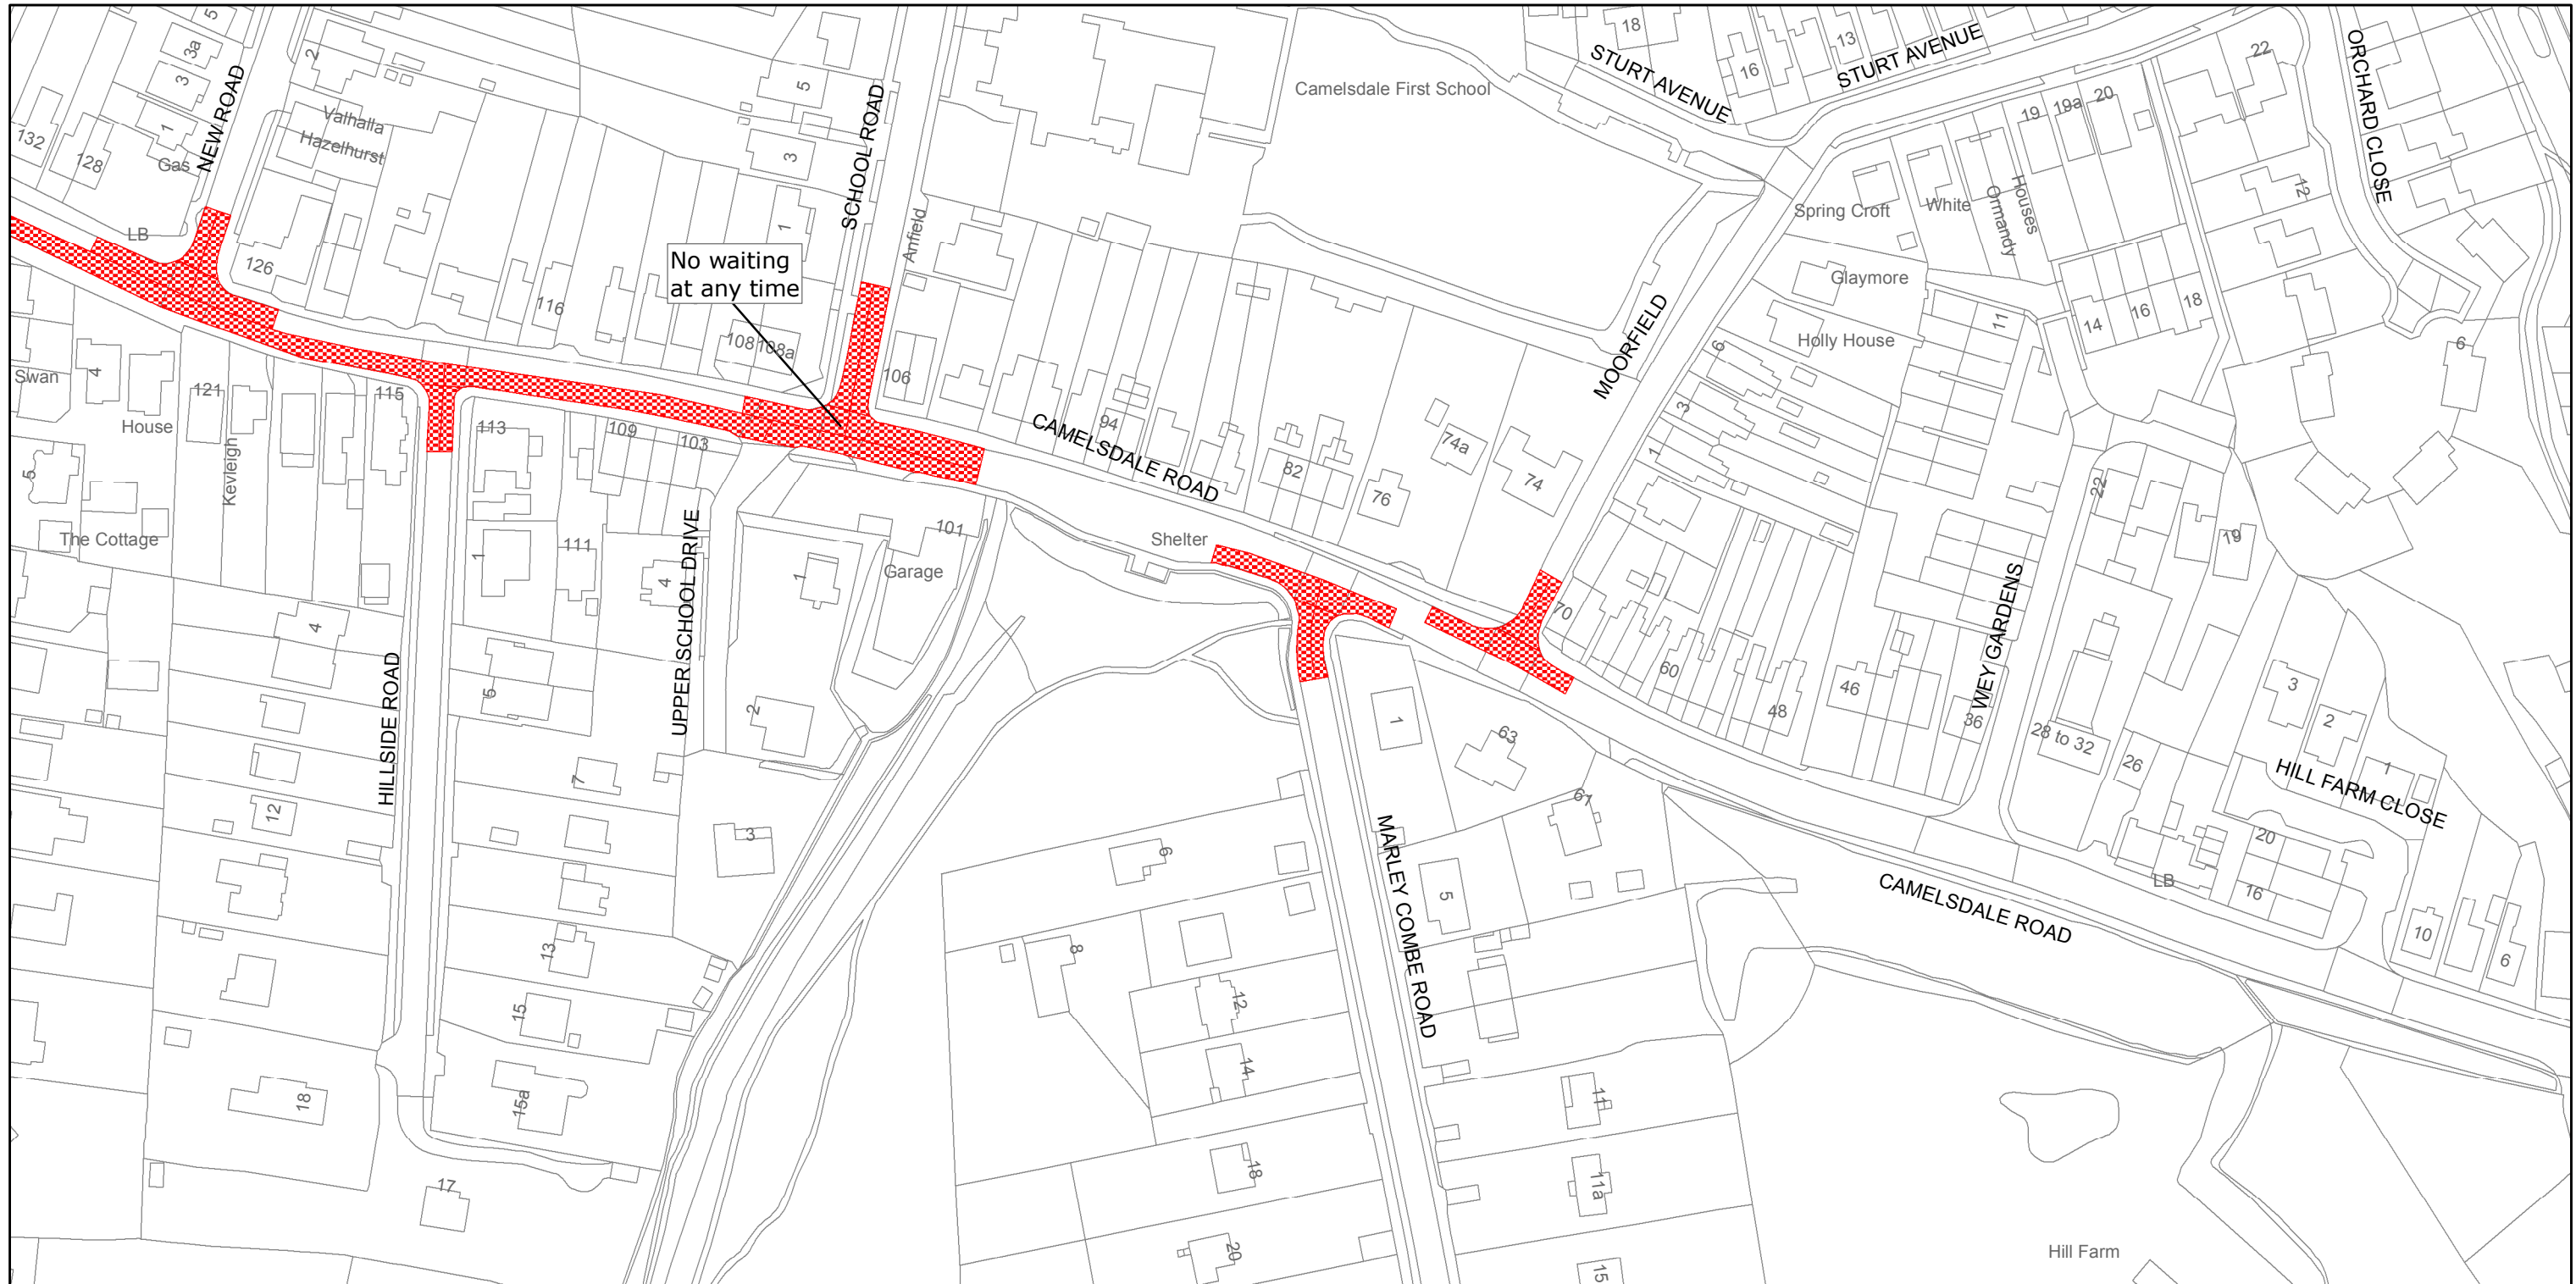 5
3a
3
1
Gas
132
128
NEW ROAD
2
Valhalla
Hazelhurst
LB
126
116
5
3
1
SCHOOL ROAD
Anfield
No waiting
at any time
108
108a
106
Camelsdale First School
18
16
13
STURT AVENUE
STURT AVENUE
22
ORCHARD CLOSE
19
19a
20
12
Spring Croft
White
Houses
Ormandy
Glaymore
Holly House
11
14
16
18
6
MOORFIELD
6
3
1
Swan
4
House
121
Kevleigh
115
113
109
103
94
CAMELSDALE ROAD
82
76
74a
74
5
The Cottage
1
111
4
UPPER SCHOOL DRIVE
1
101
Garage
Shelter
70
60
48
46
36
WEY GARDENS
22
19
28 to 32
26
3
2
1
HILL FARM CLOSE
20
16
LB
10
6
4
HILLSIDE ROAD
5
7
12
2
3
13
15
15a
18
17
1
63
61
5
MARLEY COMBE ROAD
CAMELSDALE ROAD
6
8
12
14
18
20
11
11a
15
Hill Farm